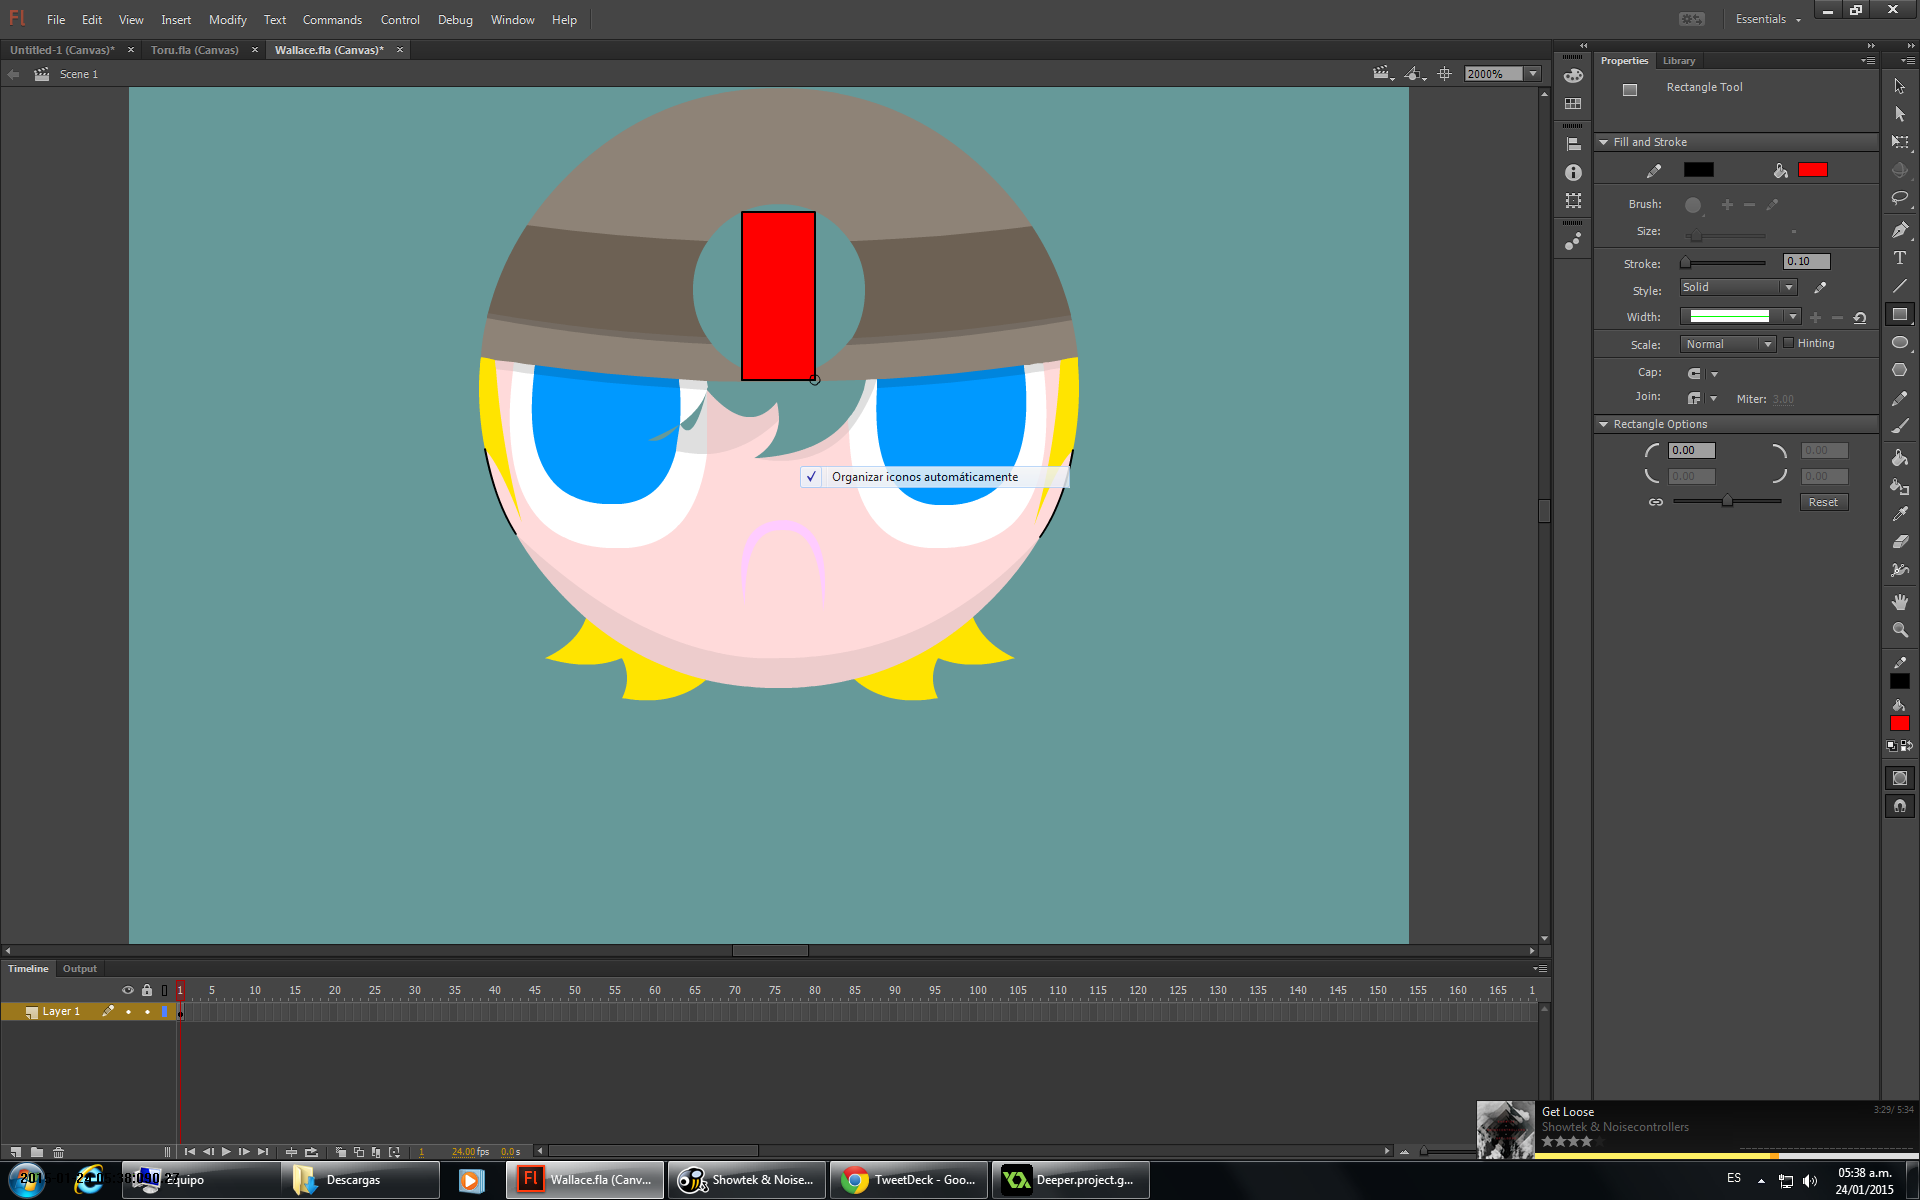 Fl File Edit View Insert Modify Text Commands Control Debug Window Help Essentials
Untitled-1 (Canvas)* × Toru.fla (Canvas) × Wallace.fla (Canvas)* ×
Scene 1 2000%
Properties Library
Rectangle Tool
Fill and Stroke
Brush:
Size:
Stroke: 0.10
Style: Solid
Width:
Scale: Normal Hinting
Cap:
Join: Miter: 3.00
Rectangle Options
0.00 0.00
0.00 0.00
Reset
✓ Organizar iconos automáticamente
Timeline Output
1 5 10 15 20 25 30 35 40 45 50 55 60 65 70 75 80 85 90 95 100 105 110 115 120 125 130 135 140 145 150 155 160 165 1
Layer 1
1 24.00 fps 0.0 s
Get Loose 3:29/ 5:34
Showtek & Noisecontrollers
Equipo Descargas Fl Wallace.fla (Canv... Showtek & Noise... TweetDeck - Goo... Deeper.project.g... ES
05:38 a.m.
24/01/2015